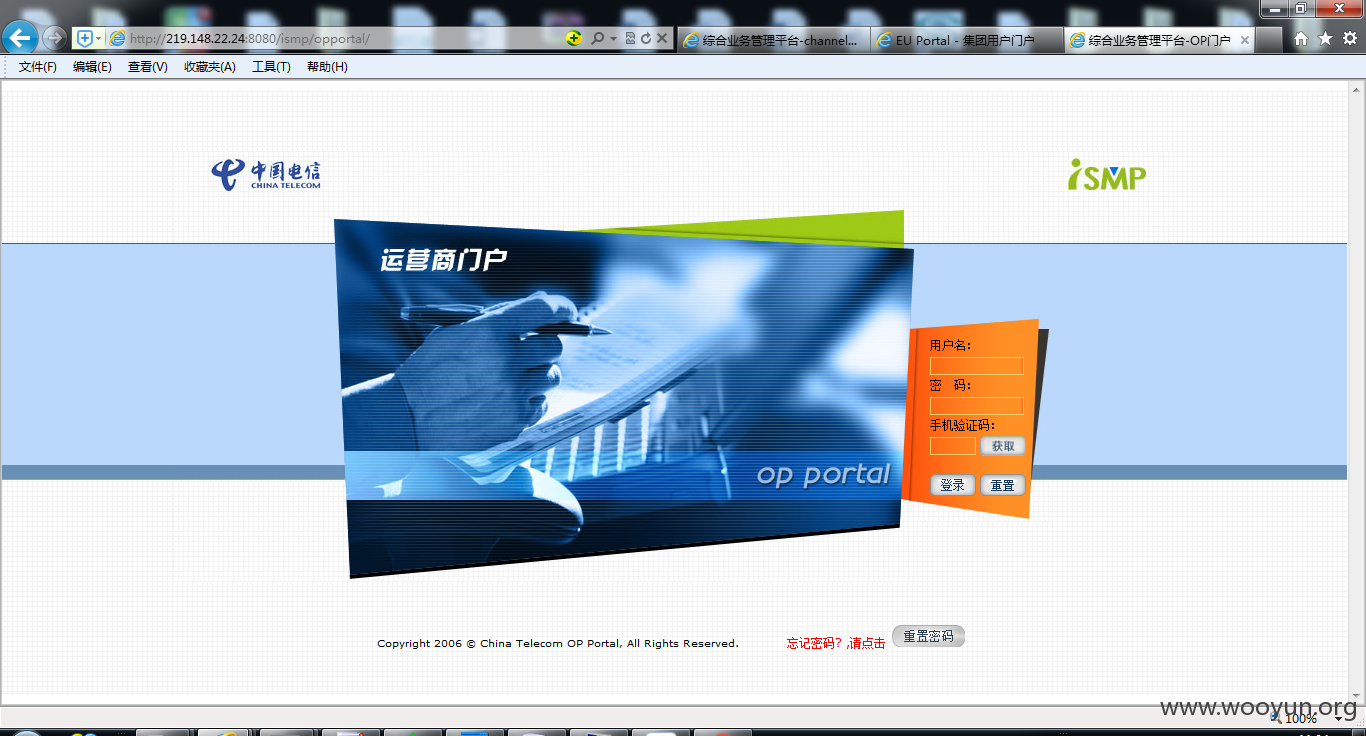 http://219.148.22.24:8080/ismp/opportal/
综合业务管理平台-channel...
EU Portal - 集团用户门户
综合业务管理平台-OP门户
文件(F) 编辑(E) 查看(V) 收藏夹(A) 工具(T) 帮助(H)
中国电信
CHINA TELECOM
iSMP
运营商门户
用户名：
密 码：
手机验证码：
获取
op portal
登录 重置
Copyright 2006 © China Telecom OP Portal, All Rights Reserved.
忘记密码？,请点击 重置密码
www.wooyun.org
100%